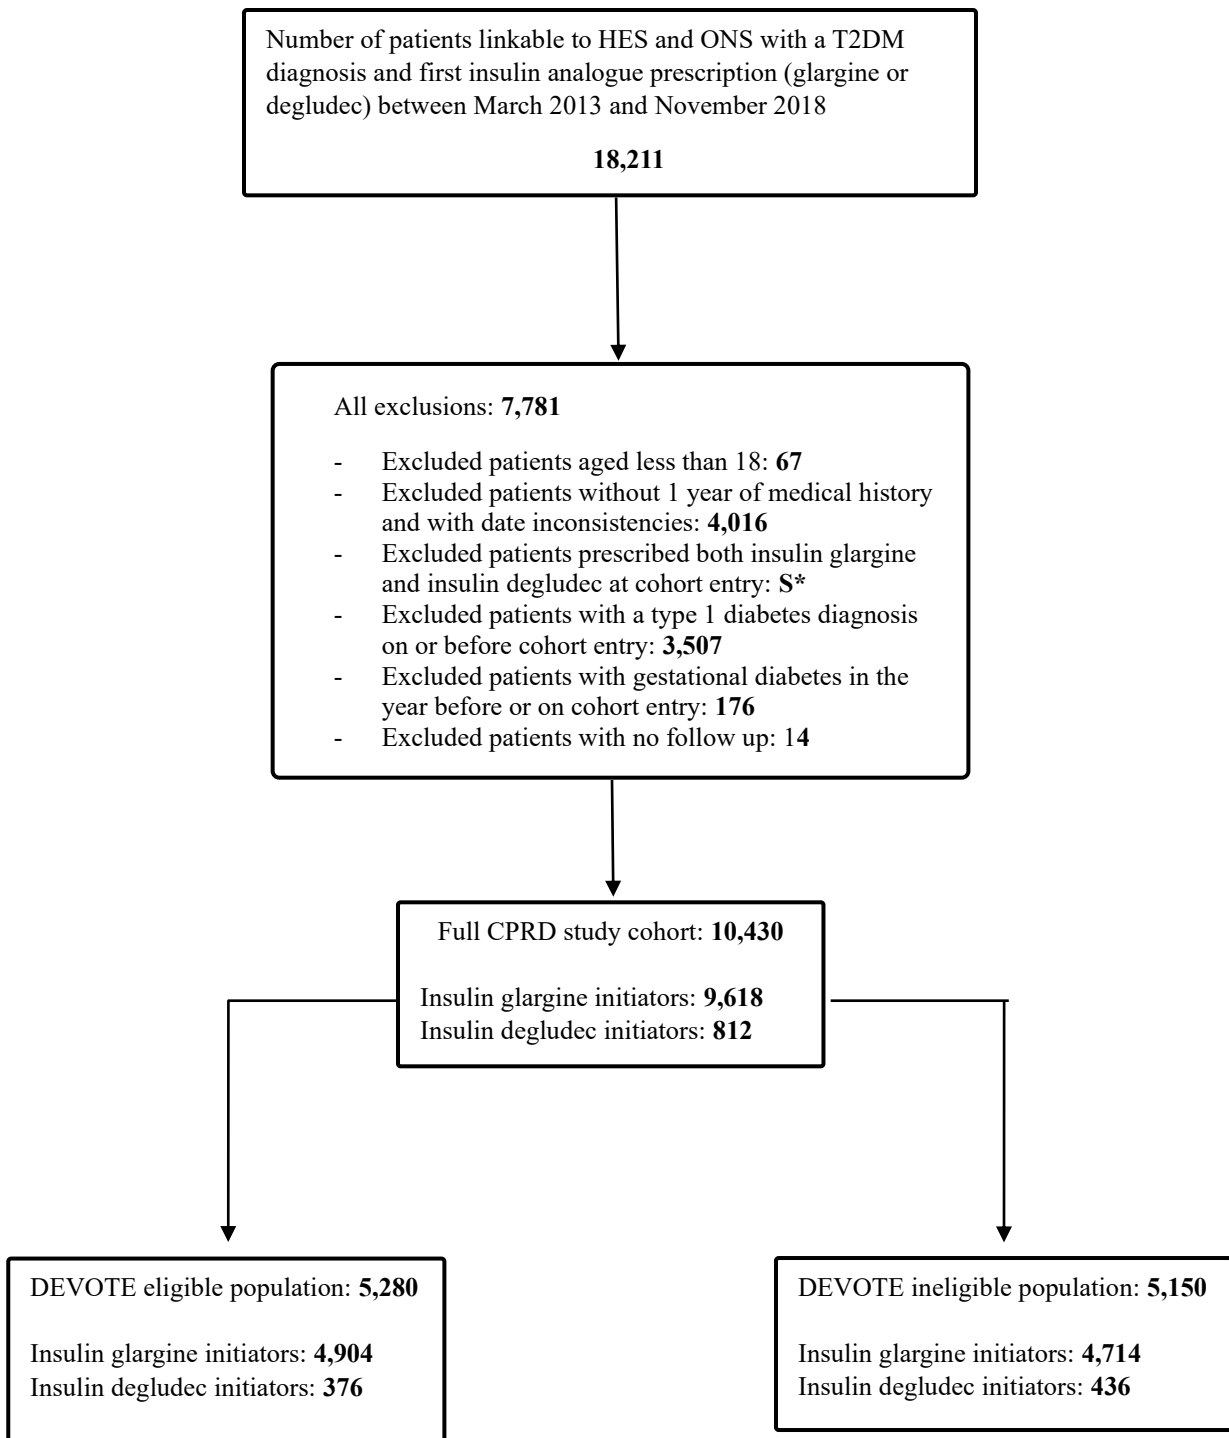 Number of patients linkable to HES and ONS with a T2DM
diagnosis and first insulin analogue prescription (glargine or
degludec) between March 2013 and November 2018
18,211
All exclusions: 7,781
- Excluded patients aged less than 18: 67
- Excluded patients without 1 year of medical history
and with date inconsistencies: 4,016
- Excluded patients prescribed both insulin glargine
and insulin degludec at cohort entry: S*
- Excluded patients with a type 1 diabetes diagnosis
on or before cohort entry: 3,507
- Excluded patients with gestational diabetes in the
year before or on cohort entry: 176
- Excluded patients with no follow up: 14
Full CPRD study cohort: 10,430
Insulin glargine initiators: 9,618
Insulin degludec initiators: 812
DEVOTE eligible population: 5,280
Insulin glargine initiators: 4,904
Insulin degludec initiators: 376
DEVOTE ineligible population: 5,150
Insulin glargine initiators: 4,714
Insulin degludec initiators: 436